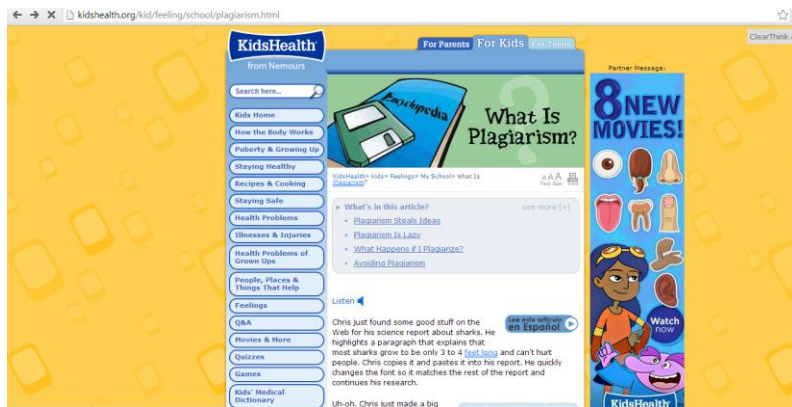 kidshealth.org/kid/feeling/school/plagiarism.html
ClearThink
KidsHealth
from Nemours
For Parents For Kids For Teens
Search here...
Kids Home
How the Body Works
Puberty & Growing Up
Staying Healthy
Recipes & Cooking
Staying Safe
Health Problems
Illnesses & Injuries
Health Problems of
Grown Ups
People, Places &
Things That Help
Feelings
Q&A
Movies & More
Quizzes
Games
Kids' Medical
Dictionary
Encyclopedia
What Is
Plagiarism?
KidsHealth> Kids> Feelings> My School> What Is
Plagiarism?
AAA
Text Size Print
What's in this article? see more [+]
Plagiarism Steals Ideas
Plagiarism Is Lazy
What Happens if I Plagiarize?
Avoiding Plagiarism
Listen
Lee este articulo
en Español
Chris just found some good stuff on the
Web for his science report about sharks. He
highlights a paragraph that explains that
most sharks grow to be only 3 to 4 feet long and can't hurt
people. Chris copies it and pastes it into his report. He quickly
changes the font so it matches the rest of the report and
continues his research.
Uh-oh. Chris just made a big
Partner Message:
8 NEW
MOVIES!
Watch
now
KidsHealth